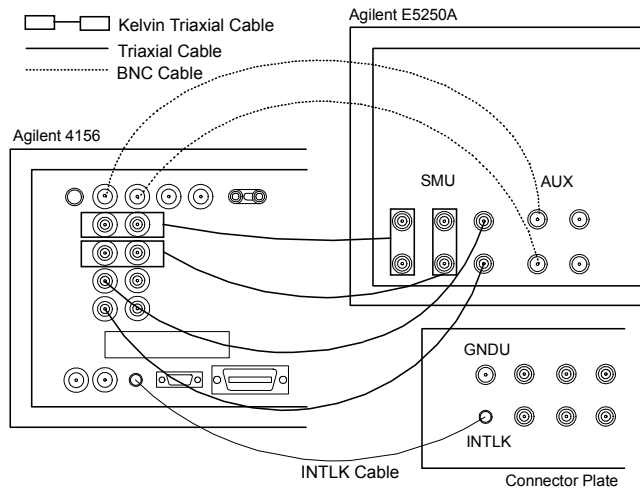 Agilent E5250A
Kelvin Triaxial Cable
Triaxial Cable
BNC Cable
Agilent 4156
SMU
AUX
GNDU
INTLK
INTLK Cable
Connector Plate